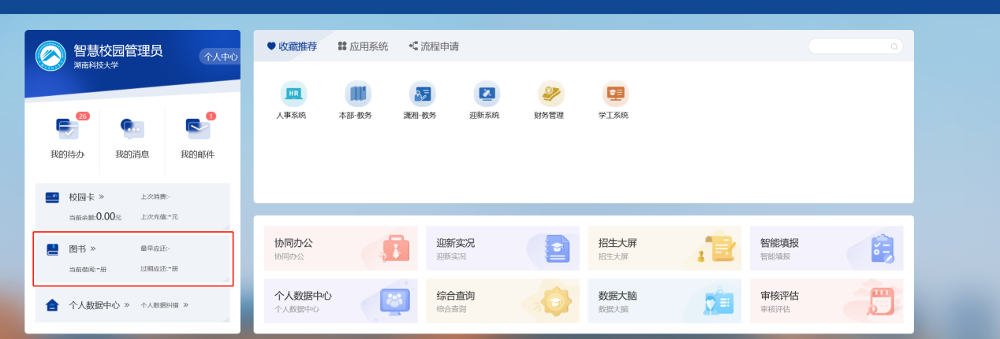 智慧校园管理员
湖南科技大学
个人中心
26
我的待办
我的消息
1
我的邮件
校园卡 »
上次消费:-
当前余额:0.00元
上次充值:-元
图书 »
最早应还:-
当前借阅:-册
过期应还:-册
个人数据中心 »
个人数据纠错 »
收藏推荐
应用系统
流程申请
HR
人事系统
本部-教务
潇湘-教务
迎新系统
财务管理
学工系统
协同办公
协同办公
迎新实况
迎新实况
招生大屏
招生大屏
智能填报
智能填报
个人数据中心
个人数据中心
综合查询
综合查询
数据大脑
数据大脑
审核评估
审核评估